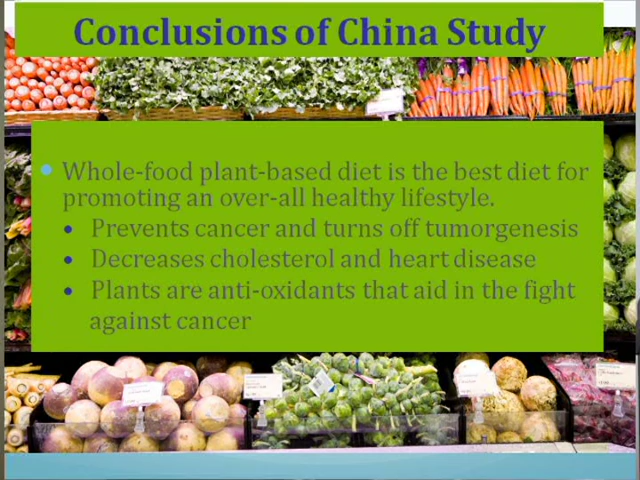 Conclusions of China Study
Whole-food plant-based diet is the best diet for
promoting an over-all healthy lifestyle.
Prevents cancer and turns off tumorgenesis
Decreases cholesterol and heart disease
Plants are anti-oxidants that aid in the fight
against cancer